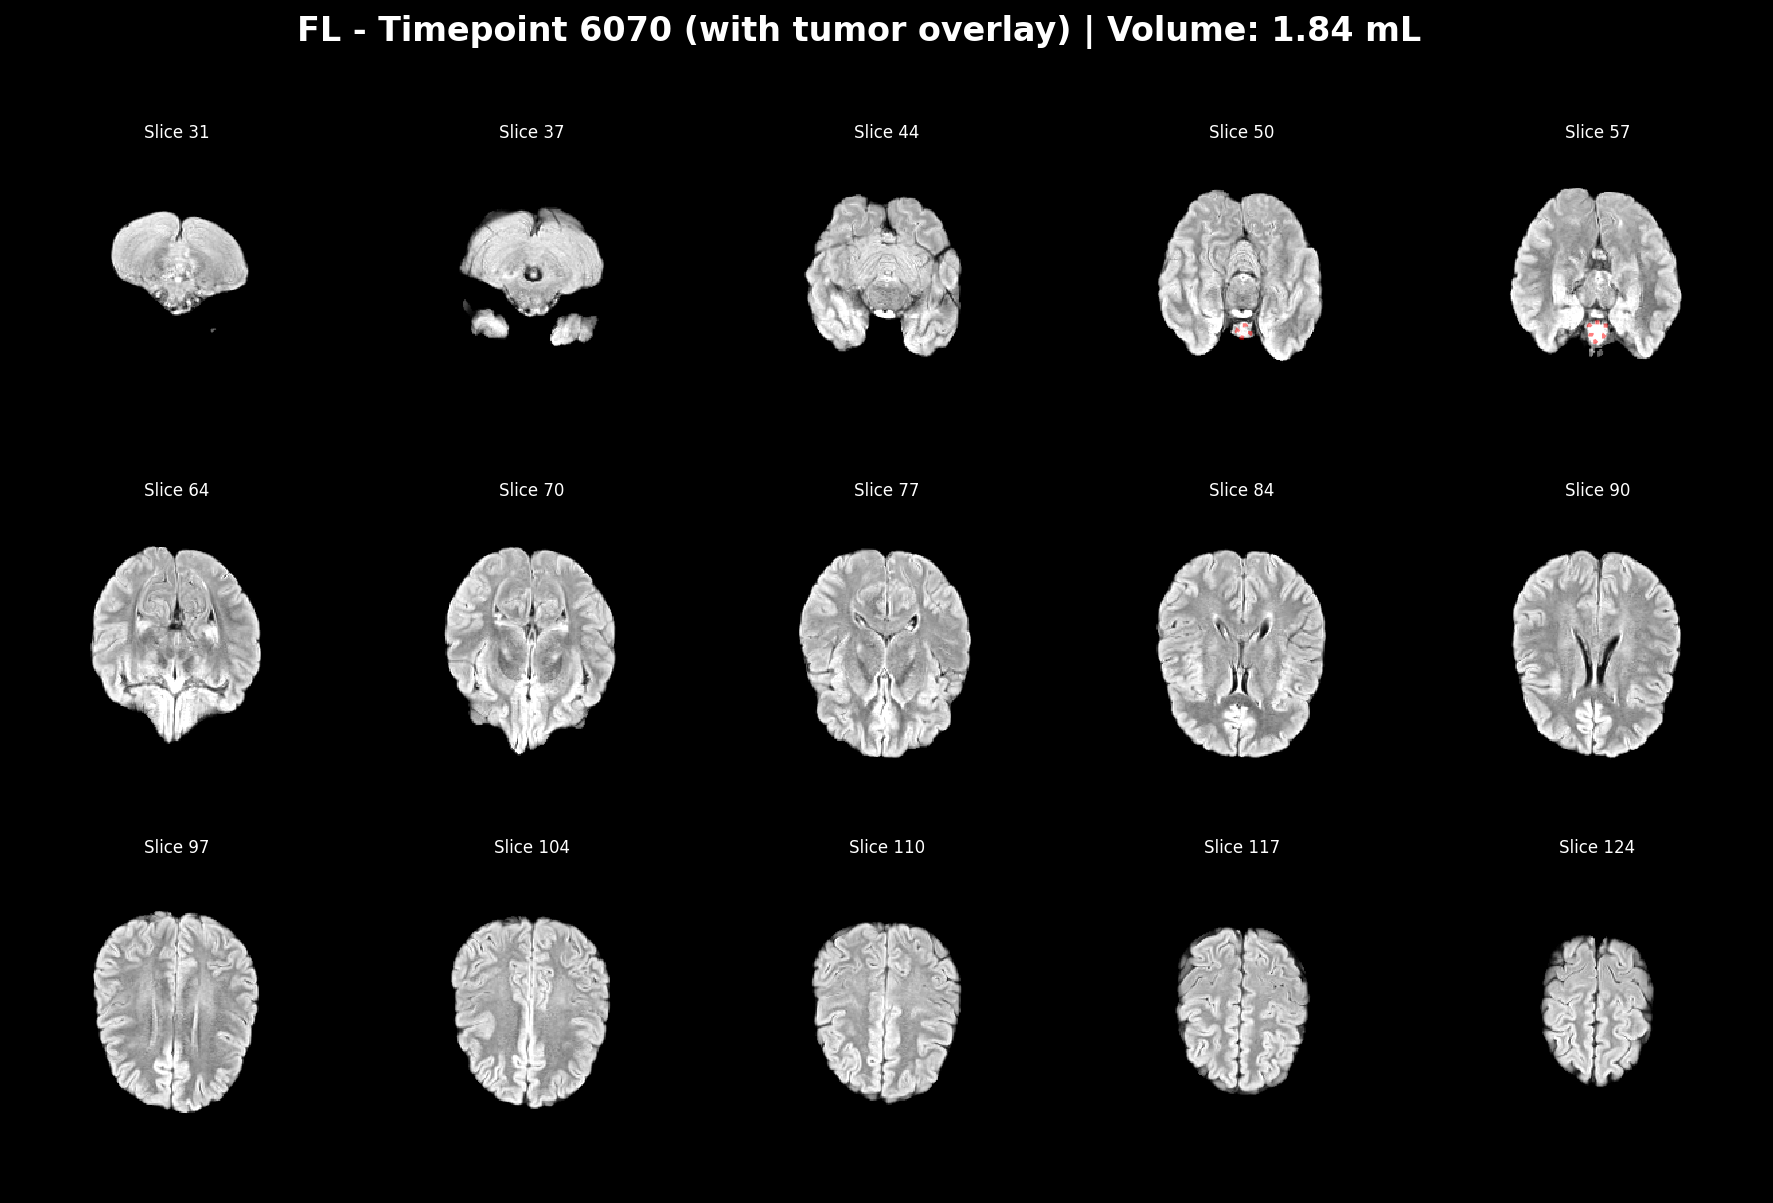 FL - Timepoint 6070 (with tumor overlay) | Volume: 1.84 mL
Slice 31
Slice 37
Slice 44
Slice 50
Slice 57
Slice 64
Slice 70
Slice 77
Slice 84
Slice 90
Slice 97
Slice 104
Slice 110
Slice 117
Slice 124